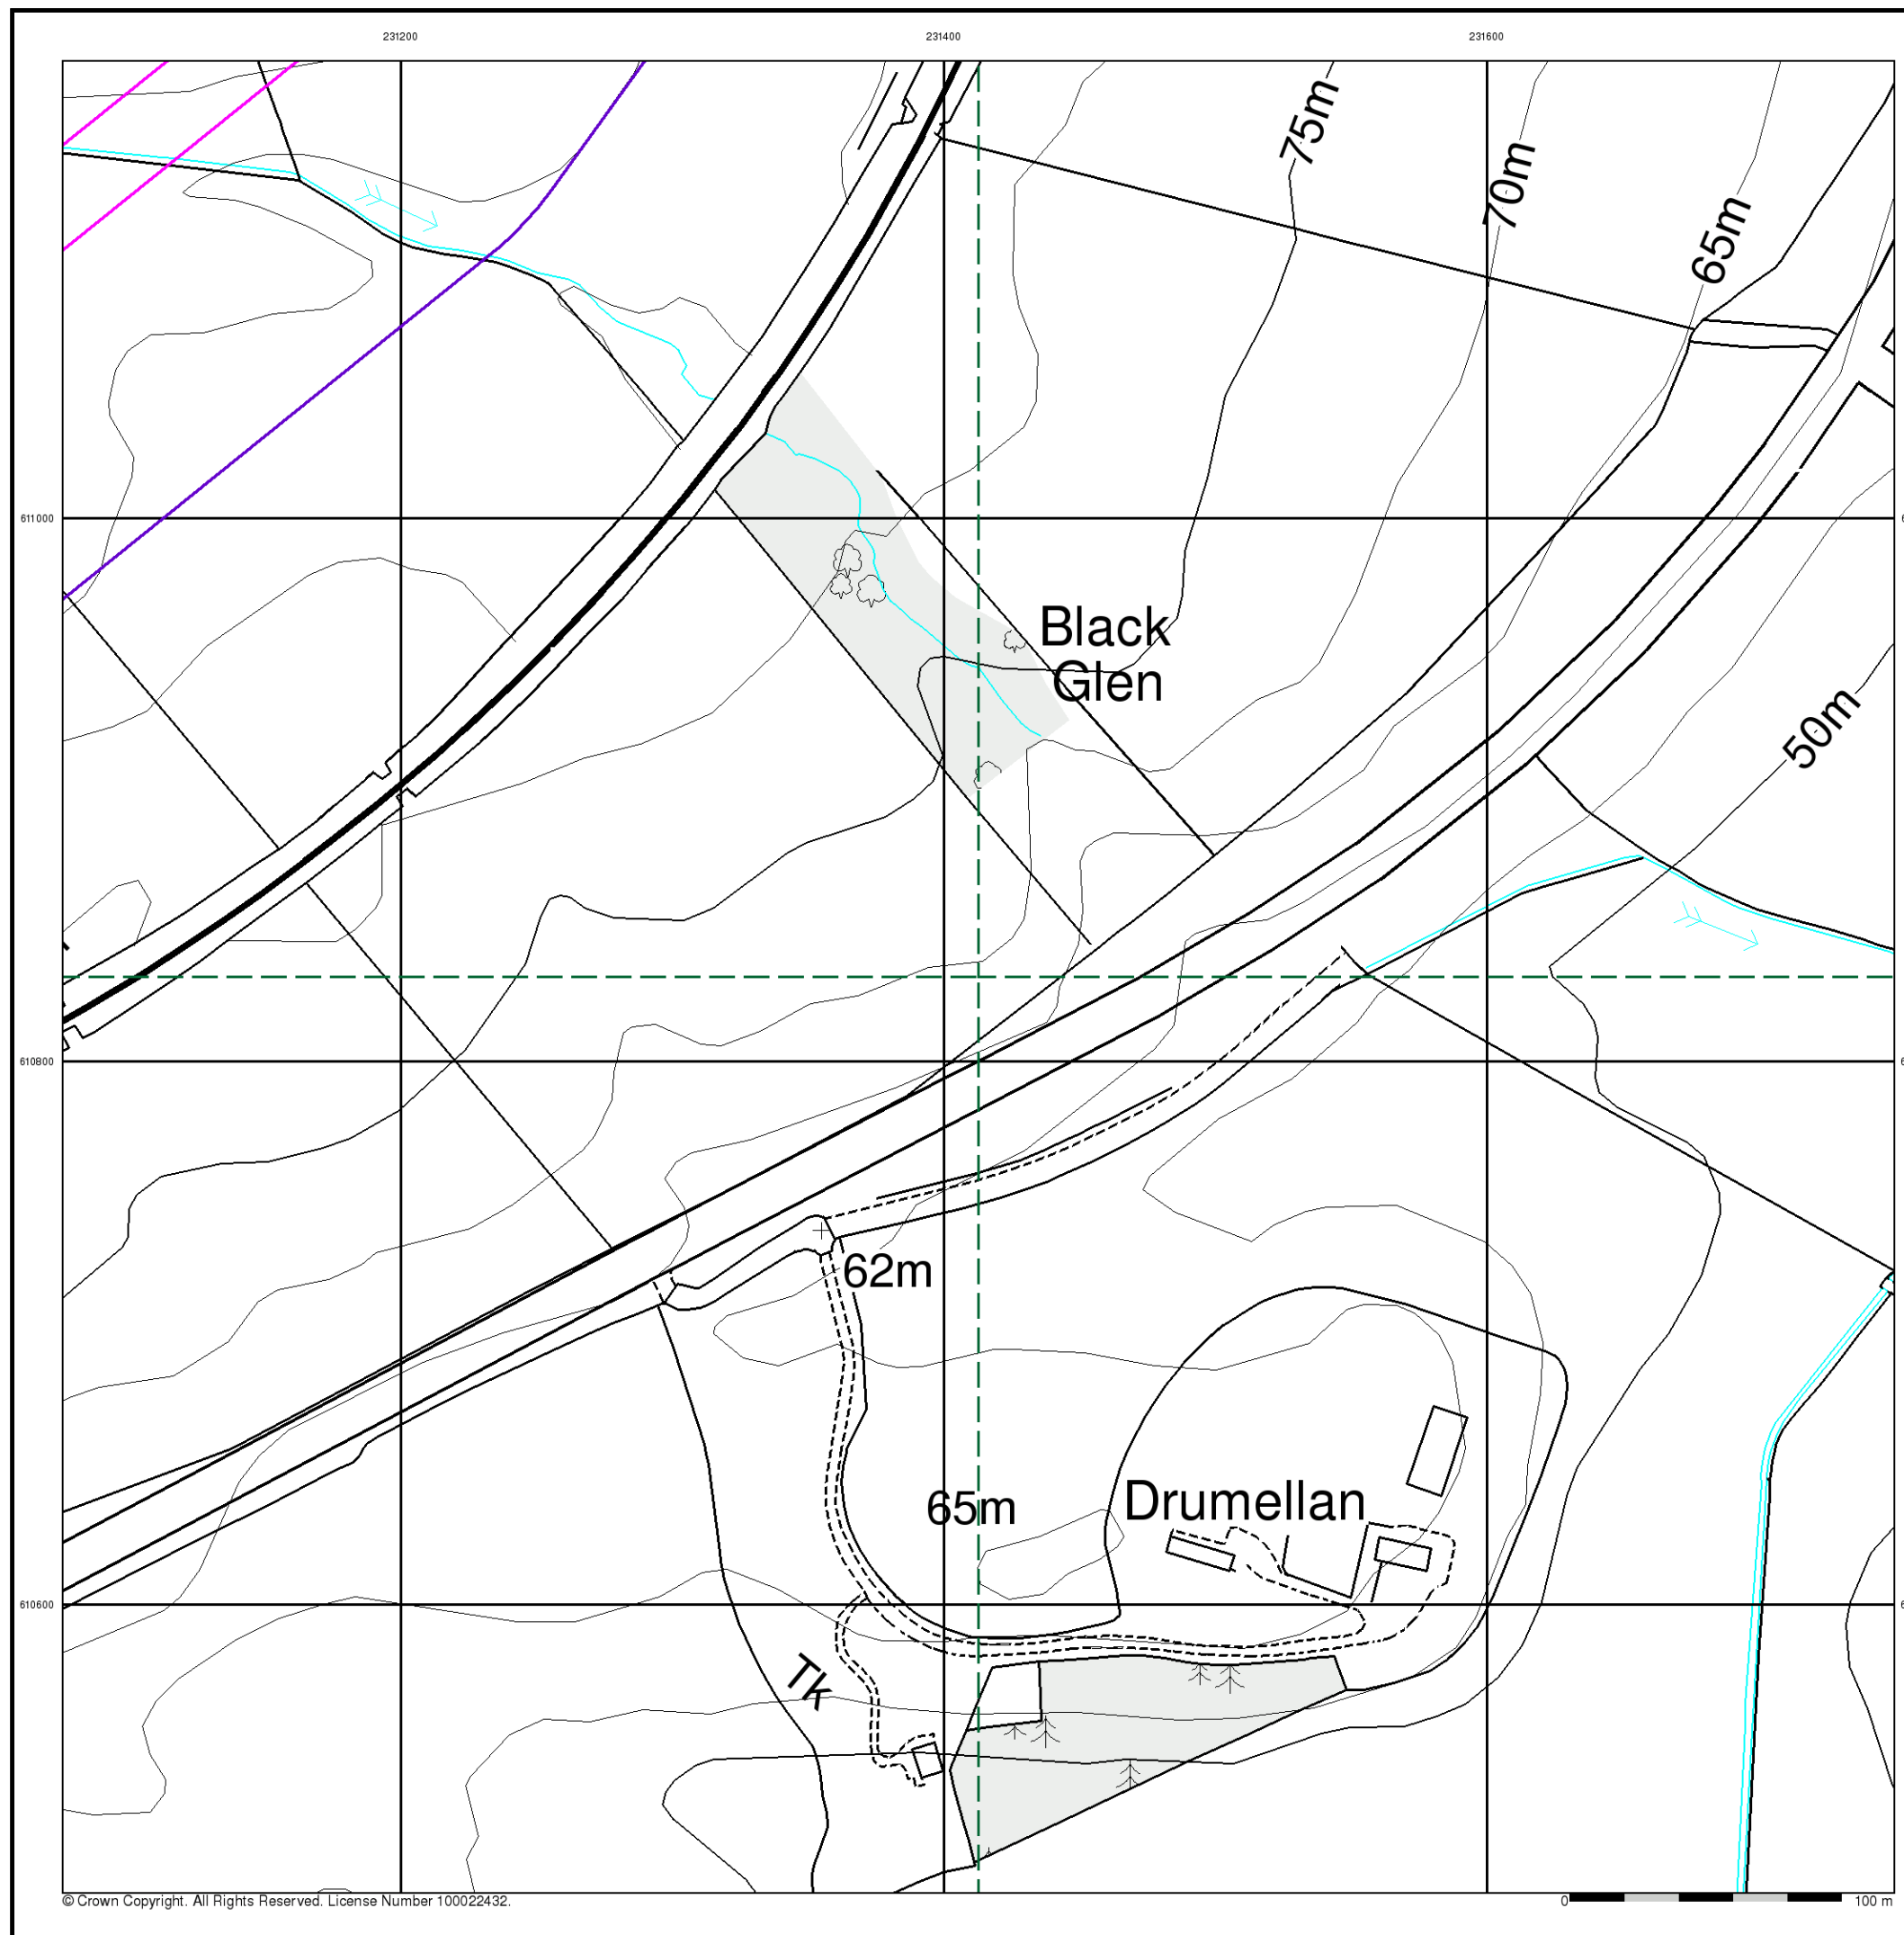 231200 231400 231600
75m
70m
65m
611000
Black
Glen
50m
610800
62m
65m
Drumellan
610600
Tk
© Crown Copyright. All Rights Reserved. License Number 100022432.
0 100 m